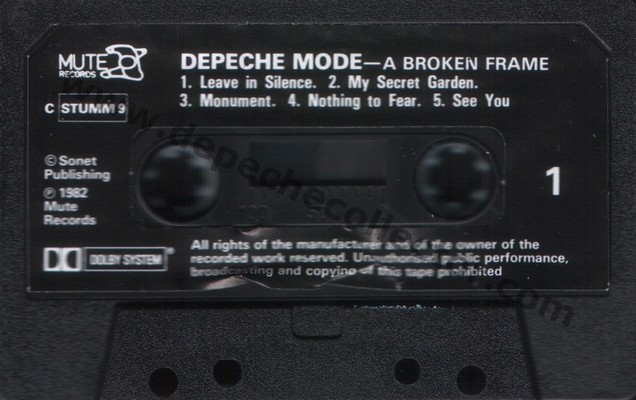 MUTE
RECORDS
DEPECHE MODE—A BROKEN FRAME
1. Leave in Silence. 2. My Secret Garden.
3. Monument. 4. Nothing to Fear. 5. See You
C STUMM 9
© Sonet
Publishing
℗ 1982
Mute
Records
1
DOLBY SYSTEM®
All rights of the manufacturer and of the owner of the
recorded work reserved. Unauthorised public performance,
broadcasting and copying of this tape prohibited